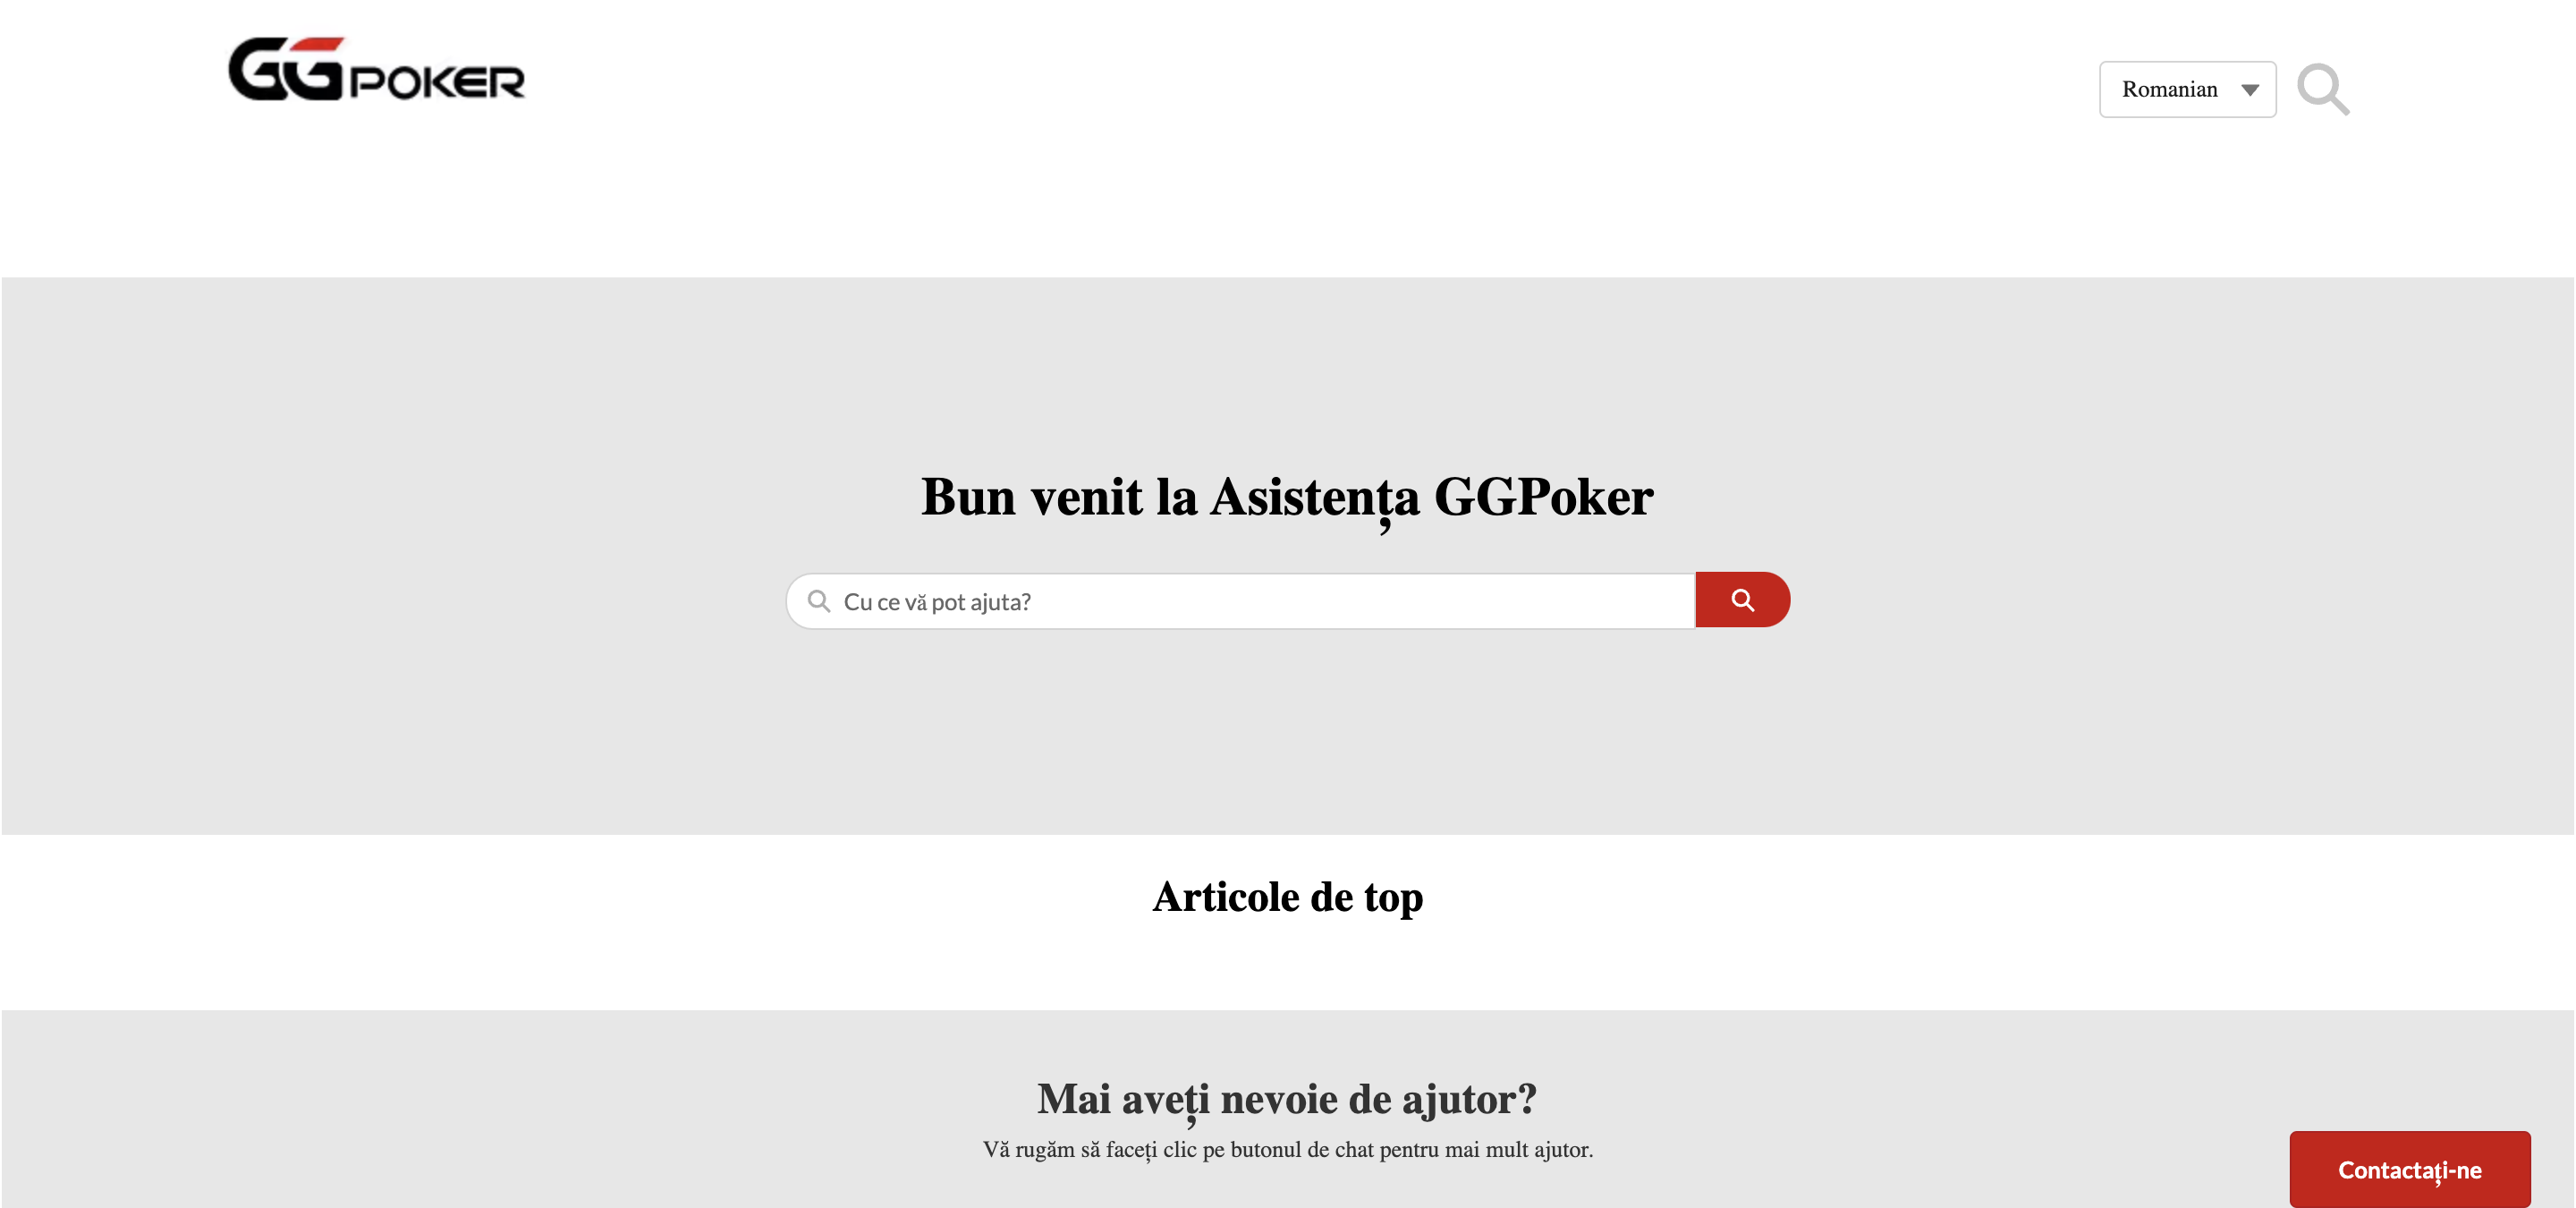 GGPOKER
Romanian
Bun venit la Asistența GGPoker
Cu ce vă pot ajuta?
Articole de top
Mai aveți nevoie de ajutor?
Vă rugăm să faceți clic pe butonul de chat pentru mai mult ajutor.
Contactați-ne